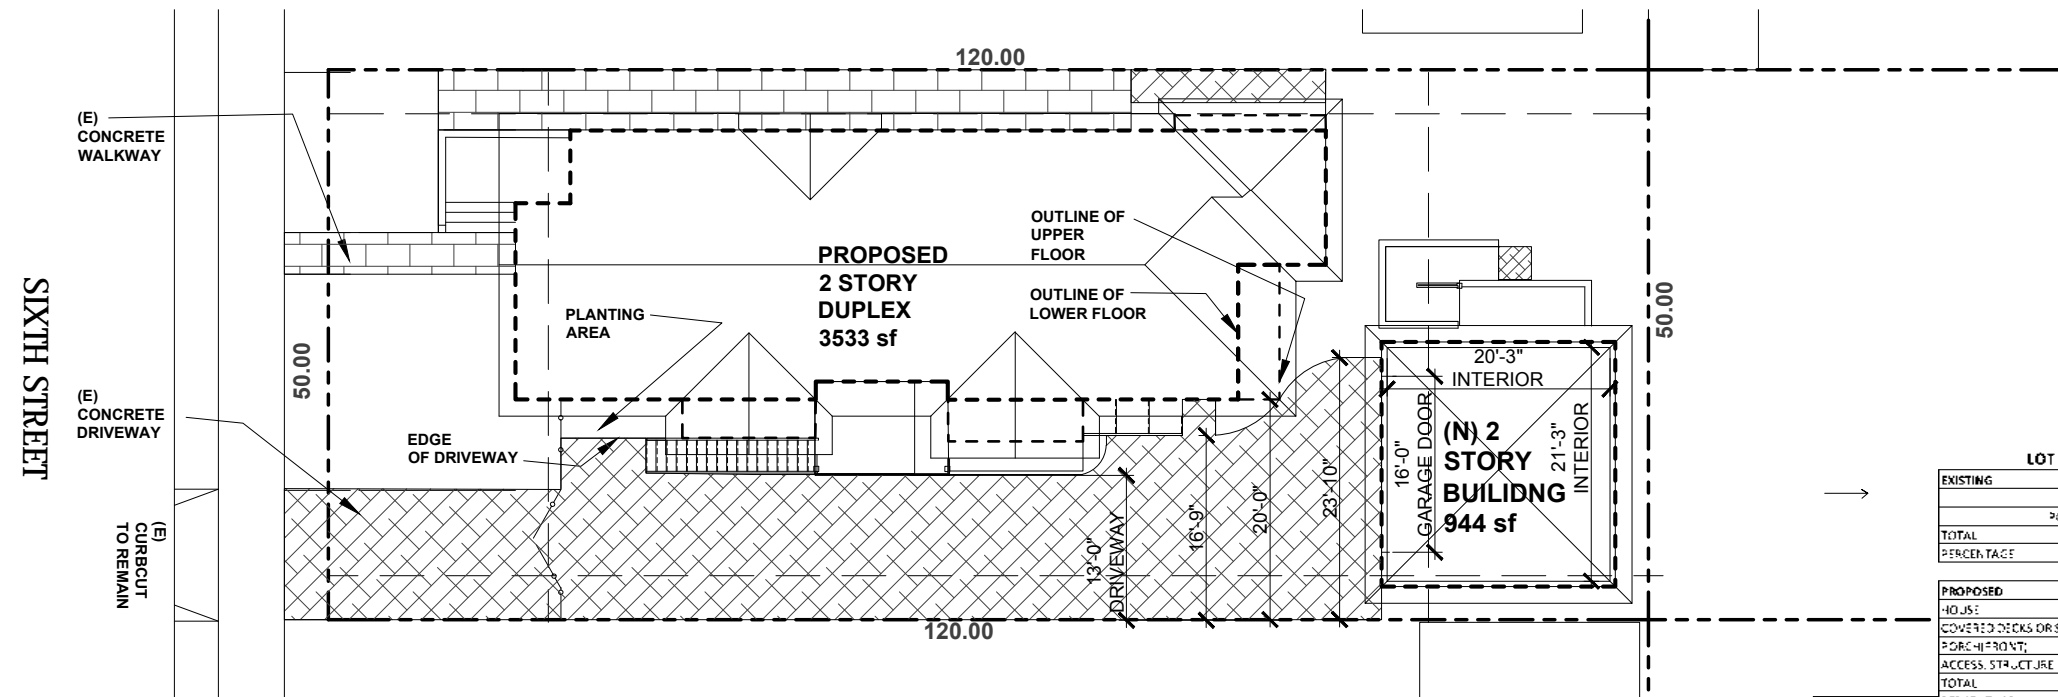 120.00
(E)
CONCRETE
WALKWAY
OUTLINE OF
UPPER
FLOOR
PROPOSED
2 STORY
DUPLEX
3533 sf
OUTLINE OF
LOWER FLOOR
PLANTING
AREA
SIXTH STREET
50.00
50.00
20'-3"
INTERIOR
(E)
CONCRETE
DRIVEWAY
EDGE
OF DRIVEWAY
16'-0"
GARAGE DOOR
(N) 2
STORY
BUILIDNG
944 sf
21'-3"
INTERIOR
(E)
CURBCUT
TO REMAIN
13'-0"
DRIVEWAY
16'-9"
20'-0"
23'-10"
120.00
LOT
EXISTING
TOTAL
PERCENTAGE
PROPOSED
HOUSE
COVERED DECKS OR
PORCH(FRONT)
ACCESS. STRUCTURE
TOTAL